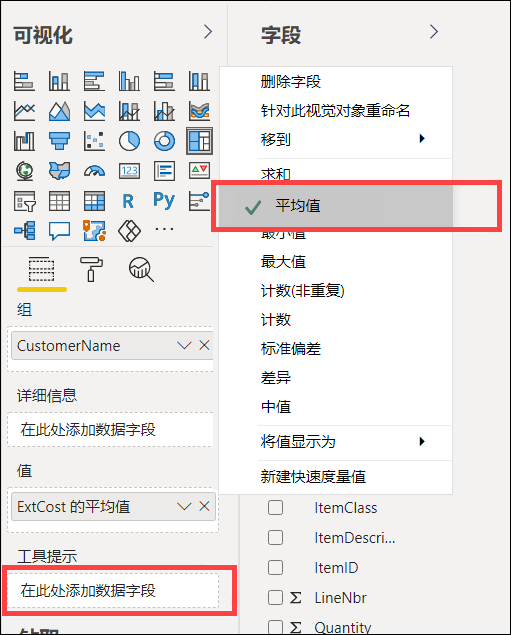 可视化
字段
删除字段
针对此视觉对象重命名
移到
求和
平均值
最小值
最大值
计数(非重复)
计数
标准偏差
差异
中值
将值显示为
新建快速度量值
123
R
Py
组
CustomerName
详细信息
在此处添加数据字段
值
ExtCost 的平均值
工具提示
在此处添加数据字段
钻取
ItemClass
ItemDescri...
ItemID
LineNbr
Quantity